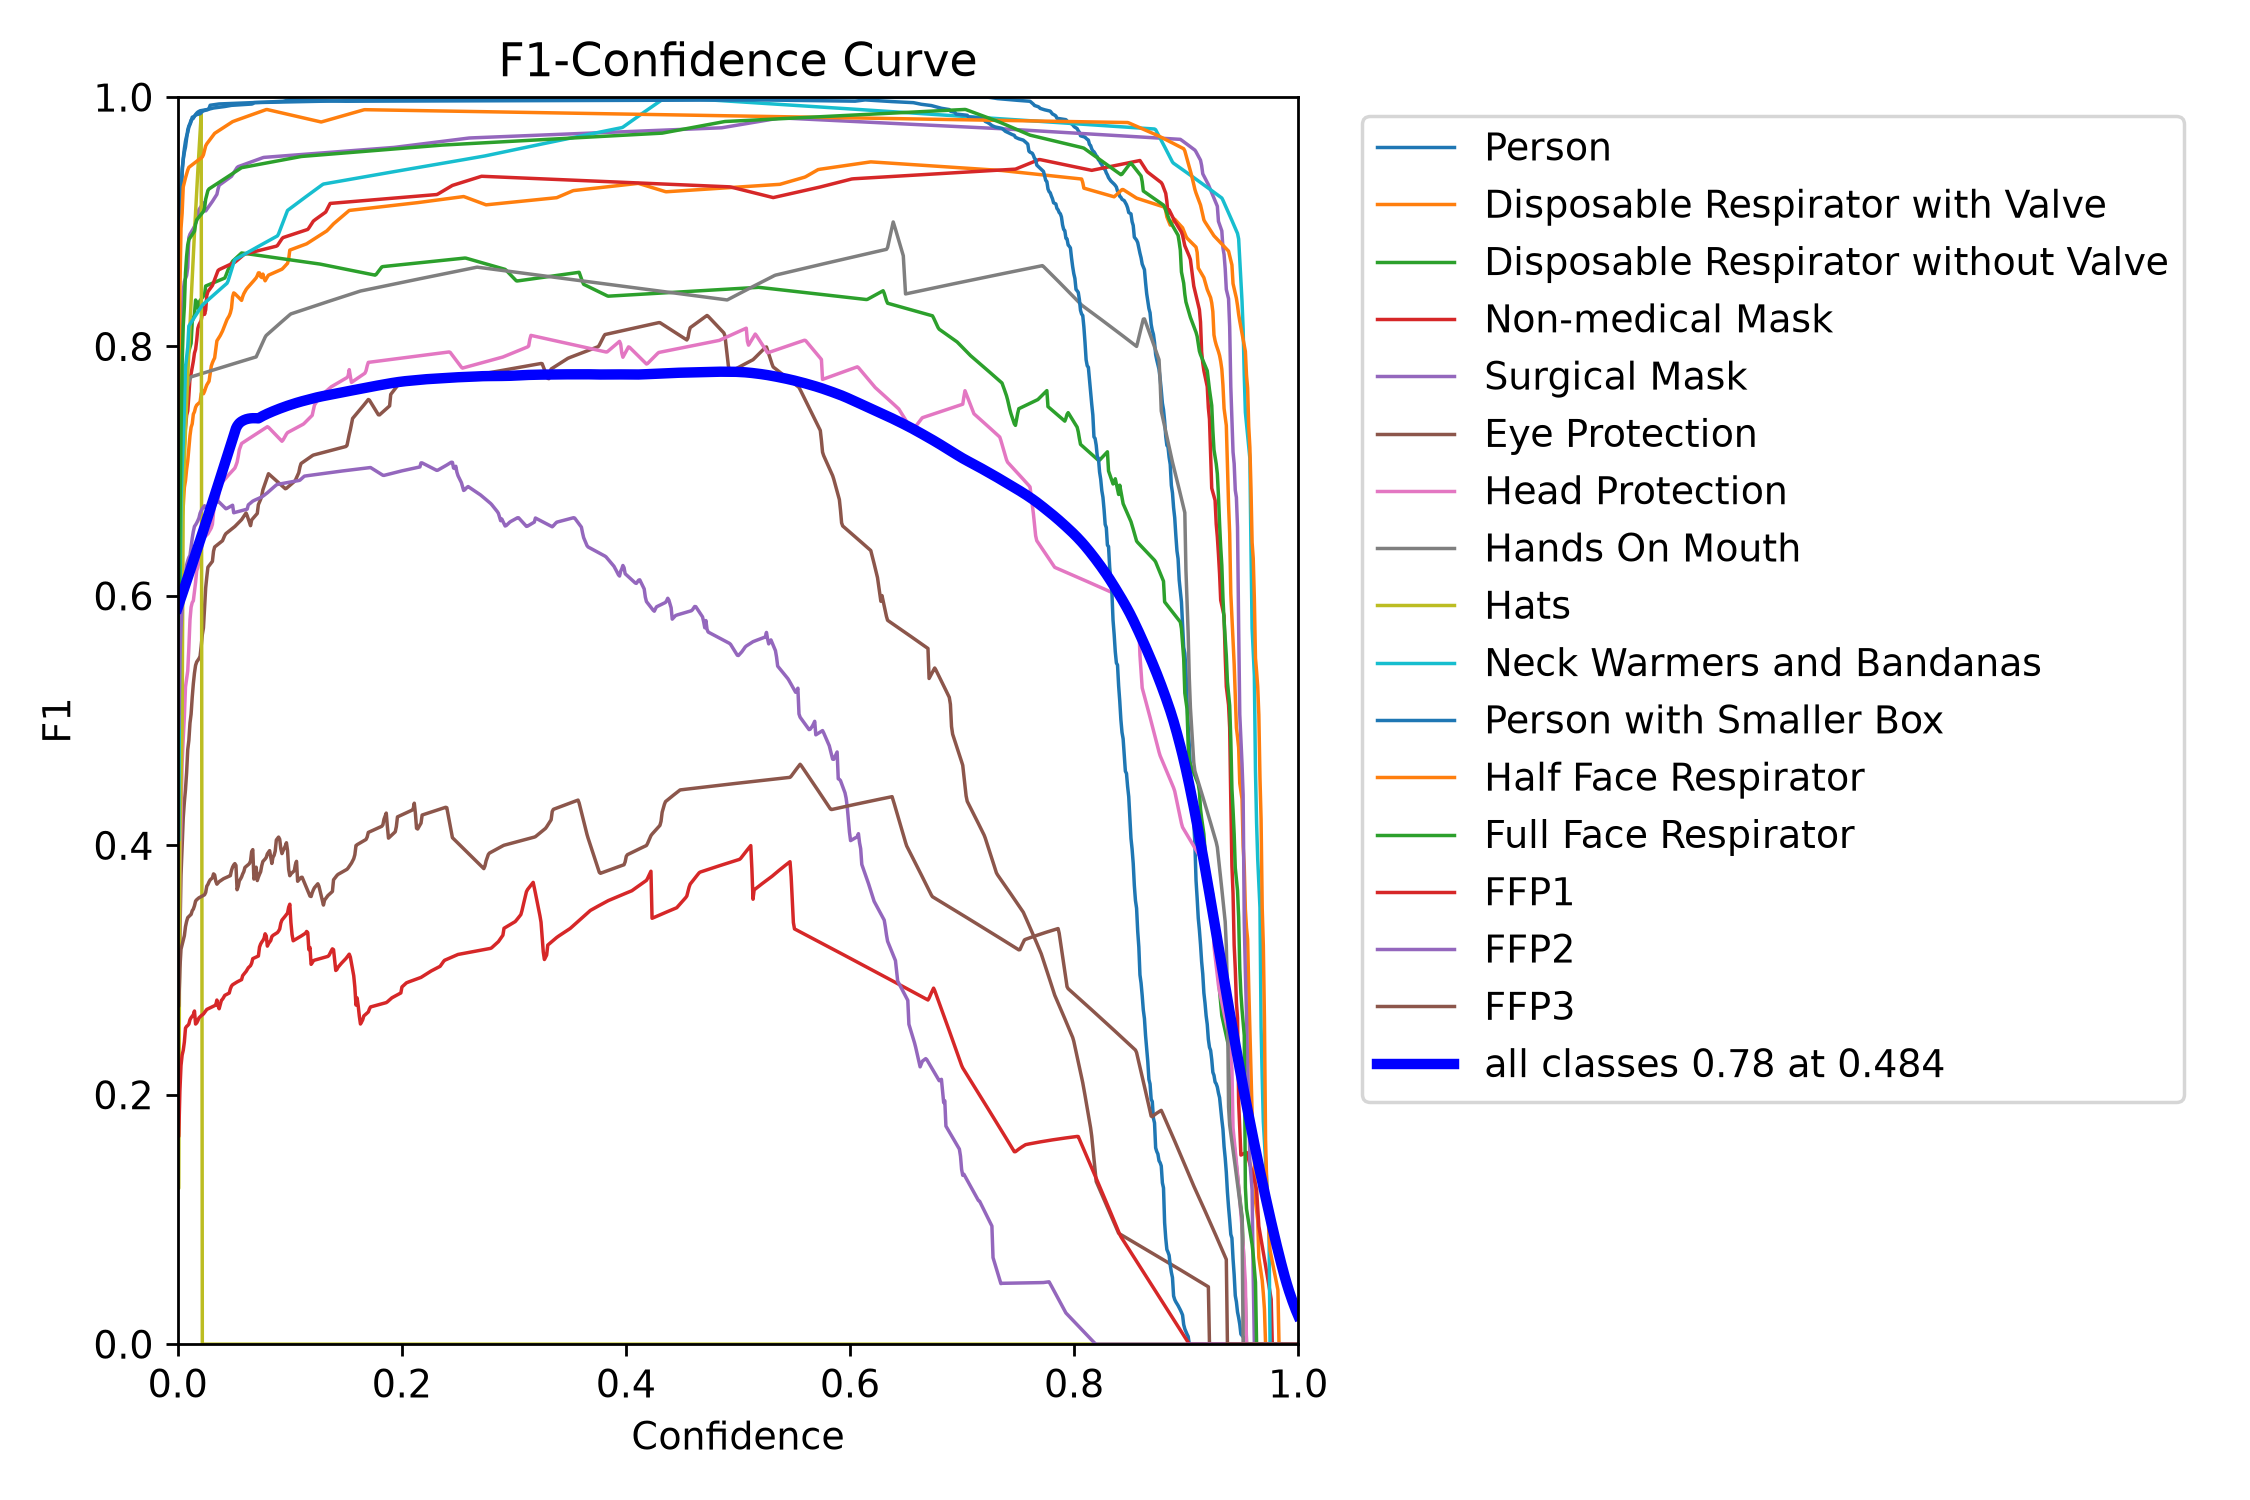 F1-Confidence Curve
1.0
0.8
0.6
0.4
0.2
0.0
F1
0.0 0.2 0.4 0.6 0.8 1.0
Confidence
Person
Disposable Respirator with Valve
Disposable Respirator without Valve
Non-medical Mask
Surgical Mask
Eye Protection
Head Protection
Hands On Mouth
Hats
Neck Warmers and Bandanas
Person with Smaller Box
Half Face Respirator
Full Face Respirator
FFP1
FFP2
FFP3
all classes 0.78 at 0.484